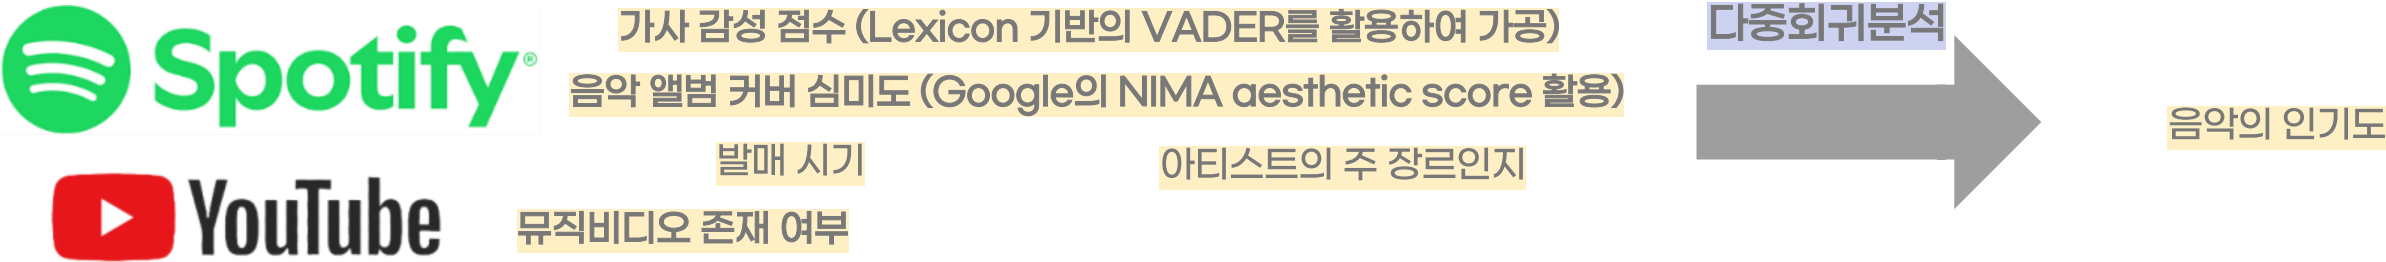 Spotify®
가사 감성 점수 (Lexicon 기반의 VADER를 활용하여 가공)
음악 앨범 커버 심미도 (Google의 NIMA aesthetic score 활용)
발매 시기
아티스트의 주 장르인지
YouTube
뮤직비디오 존재 여부
다중회귀분석
음악의 인기도